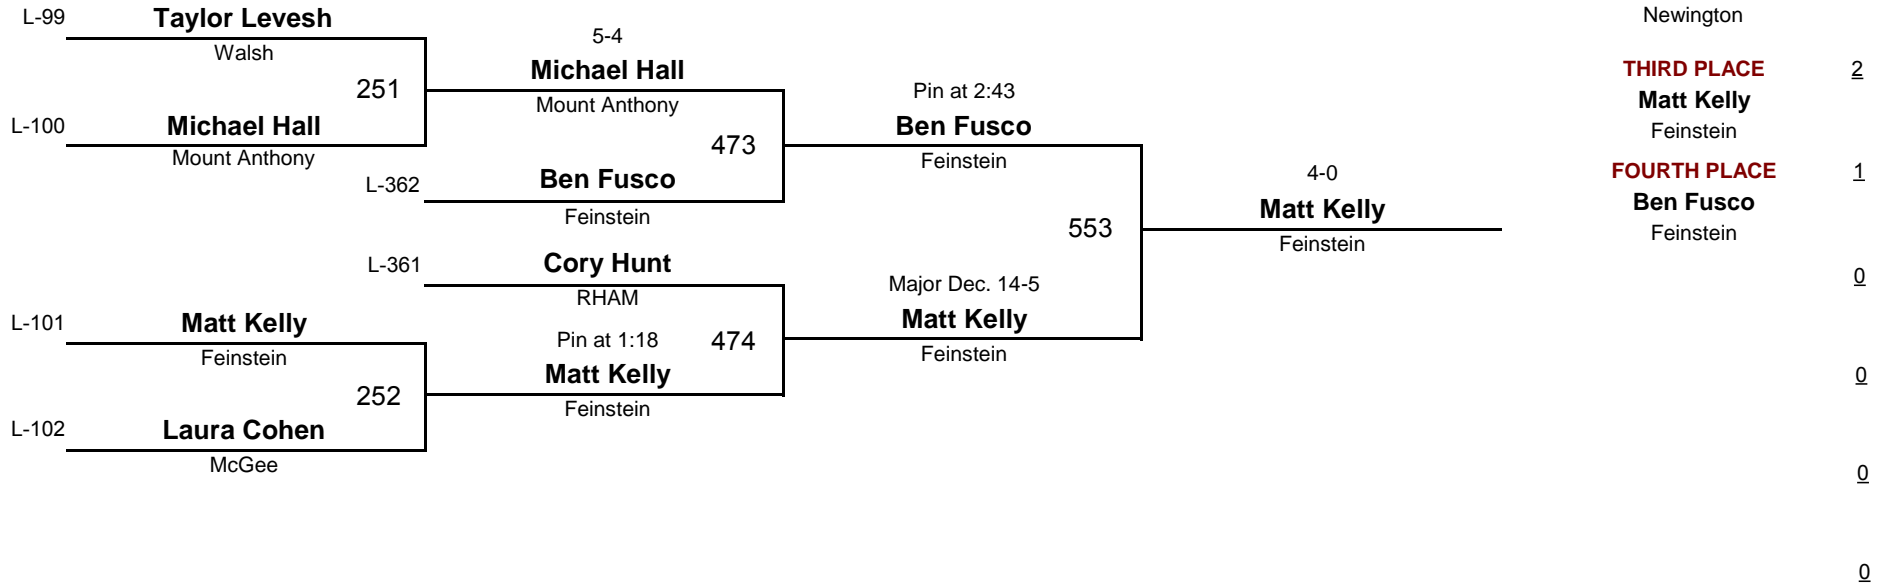 L-99
Taylor Levesh
Walsh
251
L-100
Michael Hall
Mount Anthony
5-4
Michael Hall
Mount Anthony
473
L-362
Ben Fusco
Feinstein
Pin at 2:43
Ben Fusco
Feinstein
553
L-361
Cory Hunt
RHAM
474
L-101
Matt Kelly
Feinstein
252
L-102
Laura Cohen
McGee
Pin at 1:18
Matt Kelly
Feinstein
Major Dec. 14-5
Matt Kelly
Feinstein
4-0
Matt Kelly
Feinstein
Newington
THIRD PLACE 2
Matt Kelly
Feinstein
FOURTH PLACE 1
Ben Fusco
Feinstein
0
0
0
0